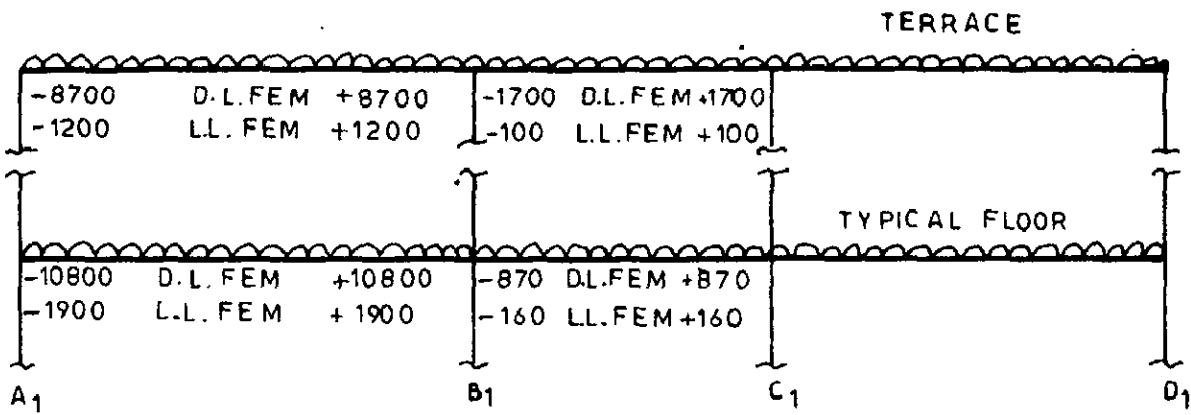 TERRACE
-8700 D.L.FEM +8700 -1700 D.L.FEM +1700
-1200 L.L. FEM +1200 -100 L.L. FEM +100
TYPICAL FLOOR
-10800 D.L. FEM +10800 -870 D.L.FEM +870
-1900 L.L. FEM +1900 -160 LL.FEM +160
A1 B1 C1 D1